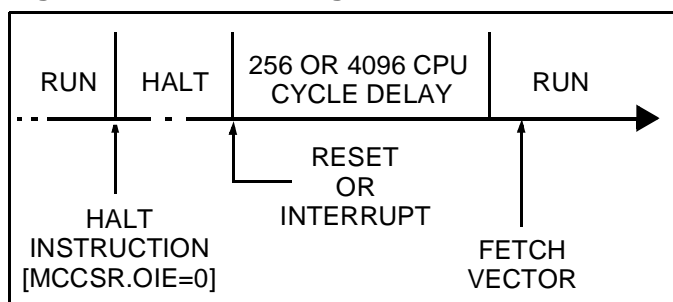 RUN
HALT
256 OR 4096 CPU
CYCLE DELAY
RUN
RESET
OR
INTERRUPT
HALT
INSTRUCTION
[MCCSR.OIE=0]
FETCH
VECTOR